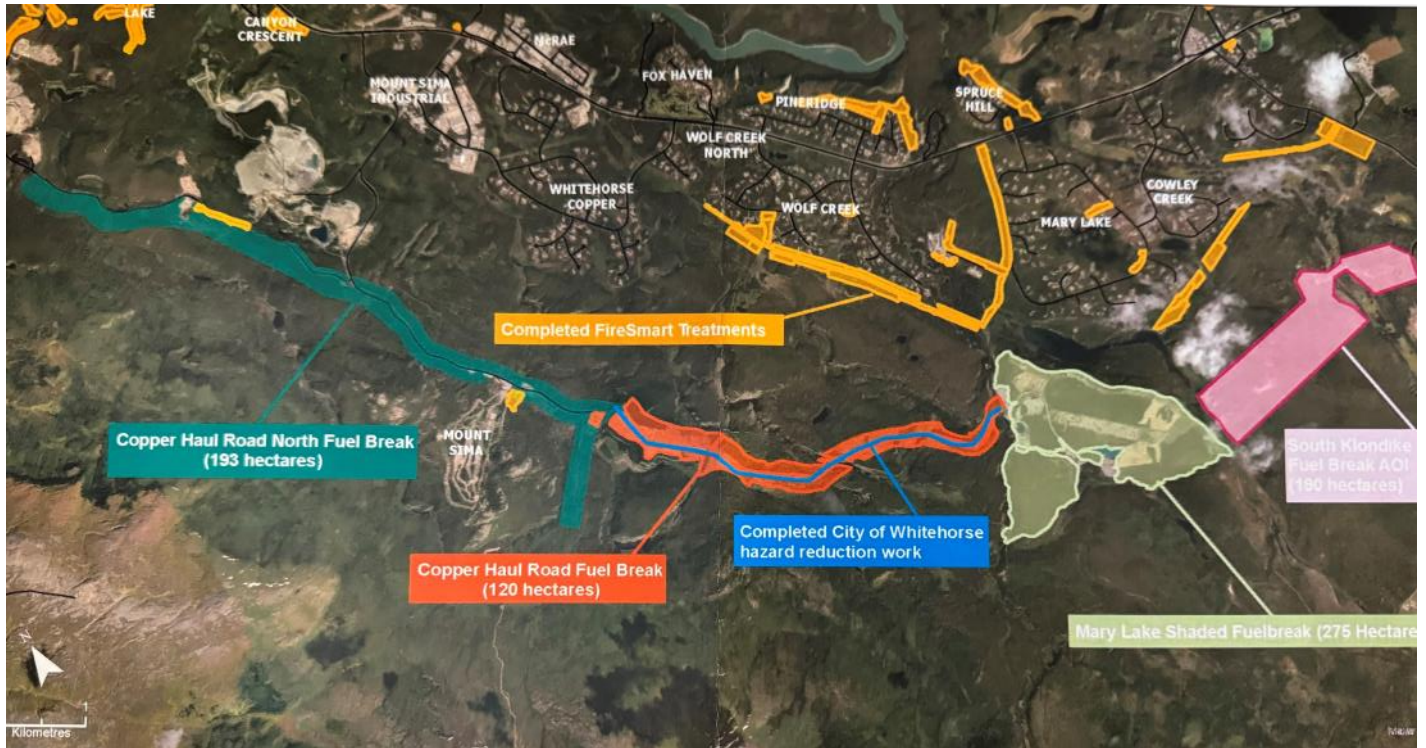 LAKE
CANYON
CRESCENT
McRAE
MOUNT SIMA
INDUSTRIAL
FOX HAVEN
PINERIDGE
SPRUCE
HILL
WOLF CREEK
NORTH
WHITEHORSE
COPPER
WOLF CREEK
MARY LAKE
COWLEY
CREEK
Completed FireSmart Treatments
Copper Haul Road North Fuel Break
(193 hectares)
MOUNT
SIMA
South Klondike
Fuel Break AOI
(190 hectares)
Completed City of Whitehorse
hazard reduction work
Copper Haul Road Fuel Break
(120 hectares)
Mary Lake Shaded Fuelbreak (275 Hectare
N
1
Kilometres